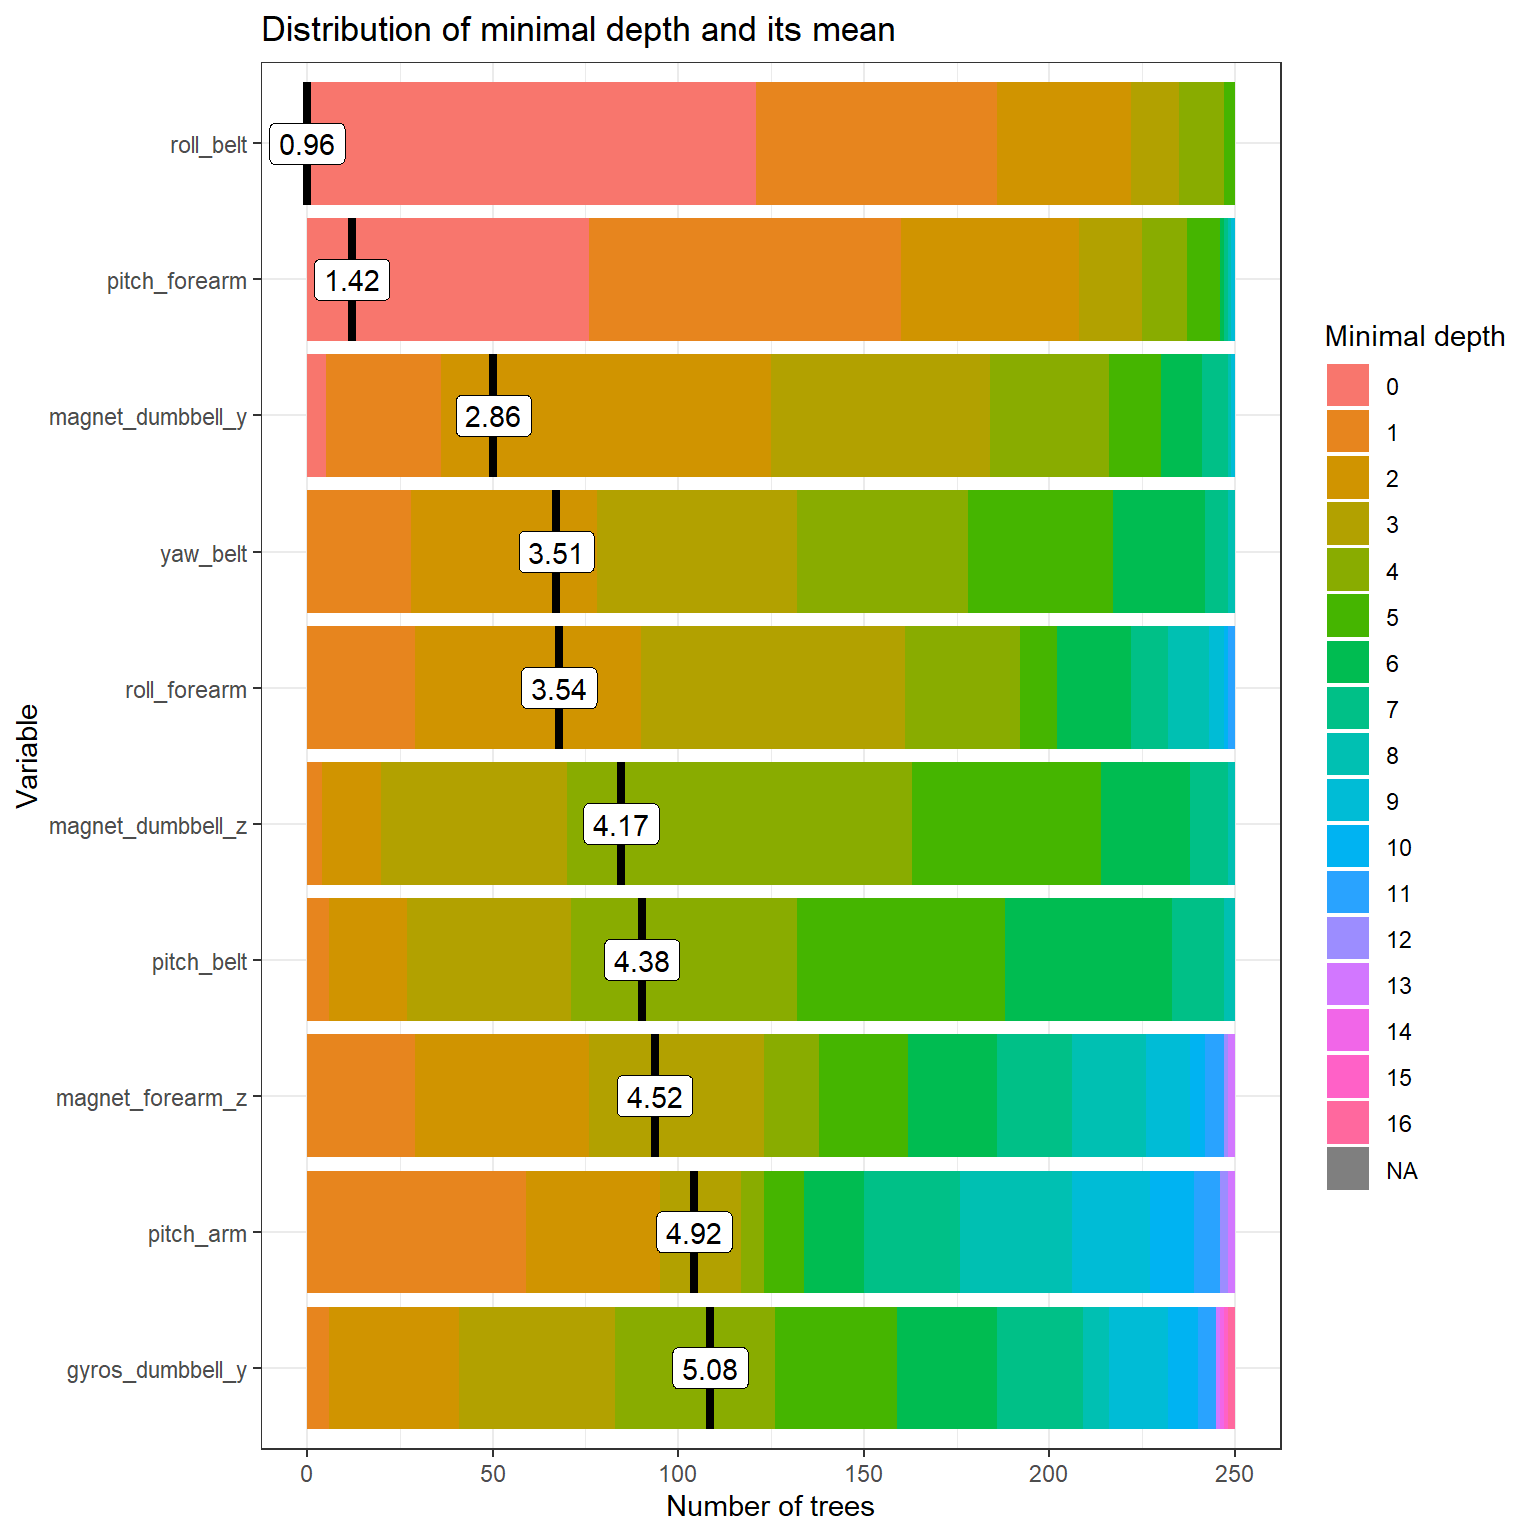 Distribution of minimal depth and its mean
Variable
roll_belt
0.96
pitch_forearm
1.42
magnet_dumbbell_y
2.86
yaw_belt
3.51
roll_forearm
3.54
magnet_dumbbell_z
4.17
pitch_belt
4.38
magnet_forearm_z
4.52
pitch_arm
4.92
gyros_dumbbell_y
5.08
0 50 100 150 200 250
Number of trees
Minimal depth
0
1
2
3
4
5
6
7
8
9
10
11
12
13
14
15
16
NA